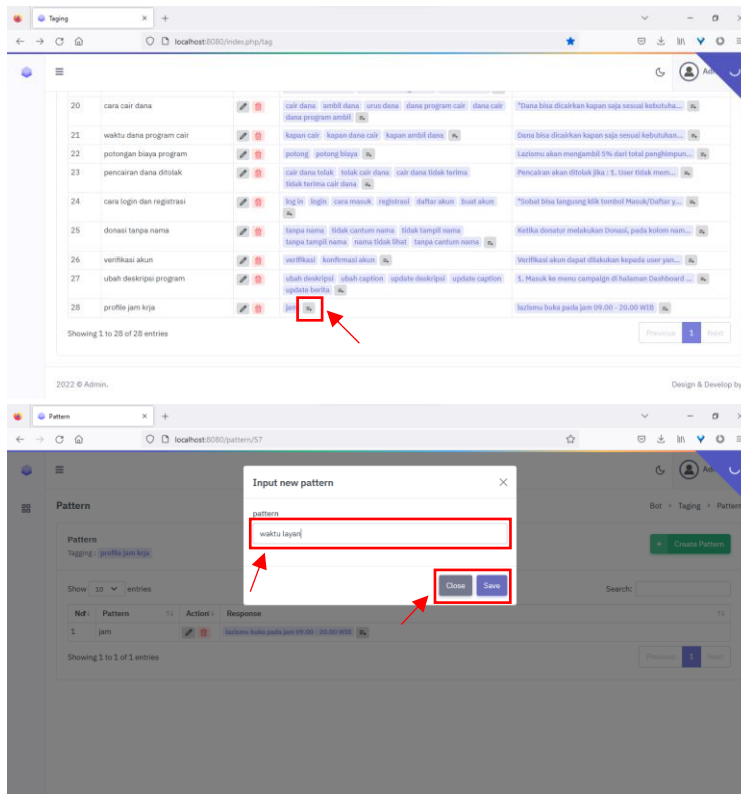 Taging
localhost:8080/index.php/tag
20 cara cair dana cair dana ambil dana urus dana dana program cair dana cair "Dana bisa dicairkan kapan saja sesuai kebutuha...
dana program ambil
21 waktu dana program cair kapan cair kapan dana cair kapan ambil dana Dana bisa dicairkan kapan saja sesuai kebutuhan...
22 potongan biaya program potong potong biaya Lazismu akan mengambil 5% dari total penghimpun...
23 pencairan dana ditolak cair dana tolak tolak cair dana cair dana tidak terima Pencairan akan ditolak jika : 1. User tidak mem...
tidak terima cair dana
24 cara login dan registrasi log in login cara masuk registrasi daftar akun buat akun "Sobat bisa langusng klik tombol Masuk/Daftar y...
25 donasi tanpa nama tanpa nama tidak cantum nama tidak tampil nama Ketika donatur melakukan Donasi, pada kolom nam...
tanpa tampil nama nama tidak lihat tanpa cantum nama
26 verifikasi akun verifikasi konfirmasi akun Verifikasi akun dapat dilakukan kepada user yan...
27 ubah deskripsi program ubah deskripsi ubah caption update deskripsi update caption 1. Masuk ke menu campaign di halaman Dashboard ...
update berita
28 profile jam krja jam lazismu buka pada jam 09.00 - 20.00 WIB
Showing 1 to 28 of 28 entries Previous 1 Next
2022 © Admin. Design & Develop by
Pattern
localhost:8080/pattern/57
Input new pattern
Pattern Bot Taging Pattern
pattern
Pattern Create Pattern
waktu layan
Tagging : profile jam krja
Close Save
Show 10 entries Search:
No Pattern Action Response
1 jam lazismu buka pada jam 09.00 - 20.00 WIB
Showing 1 to 1 of 1 entries Previous 1 Next